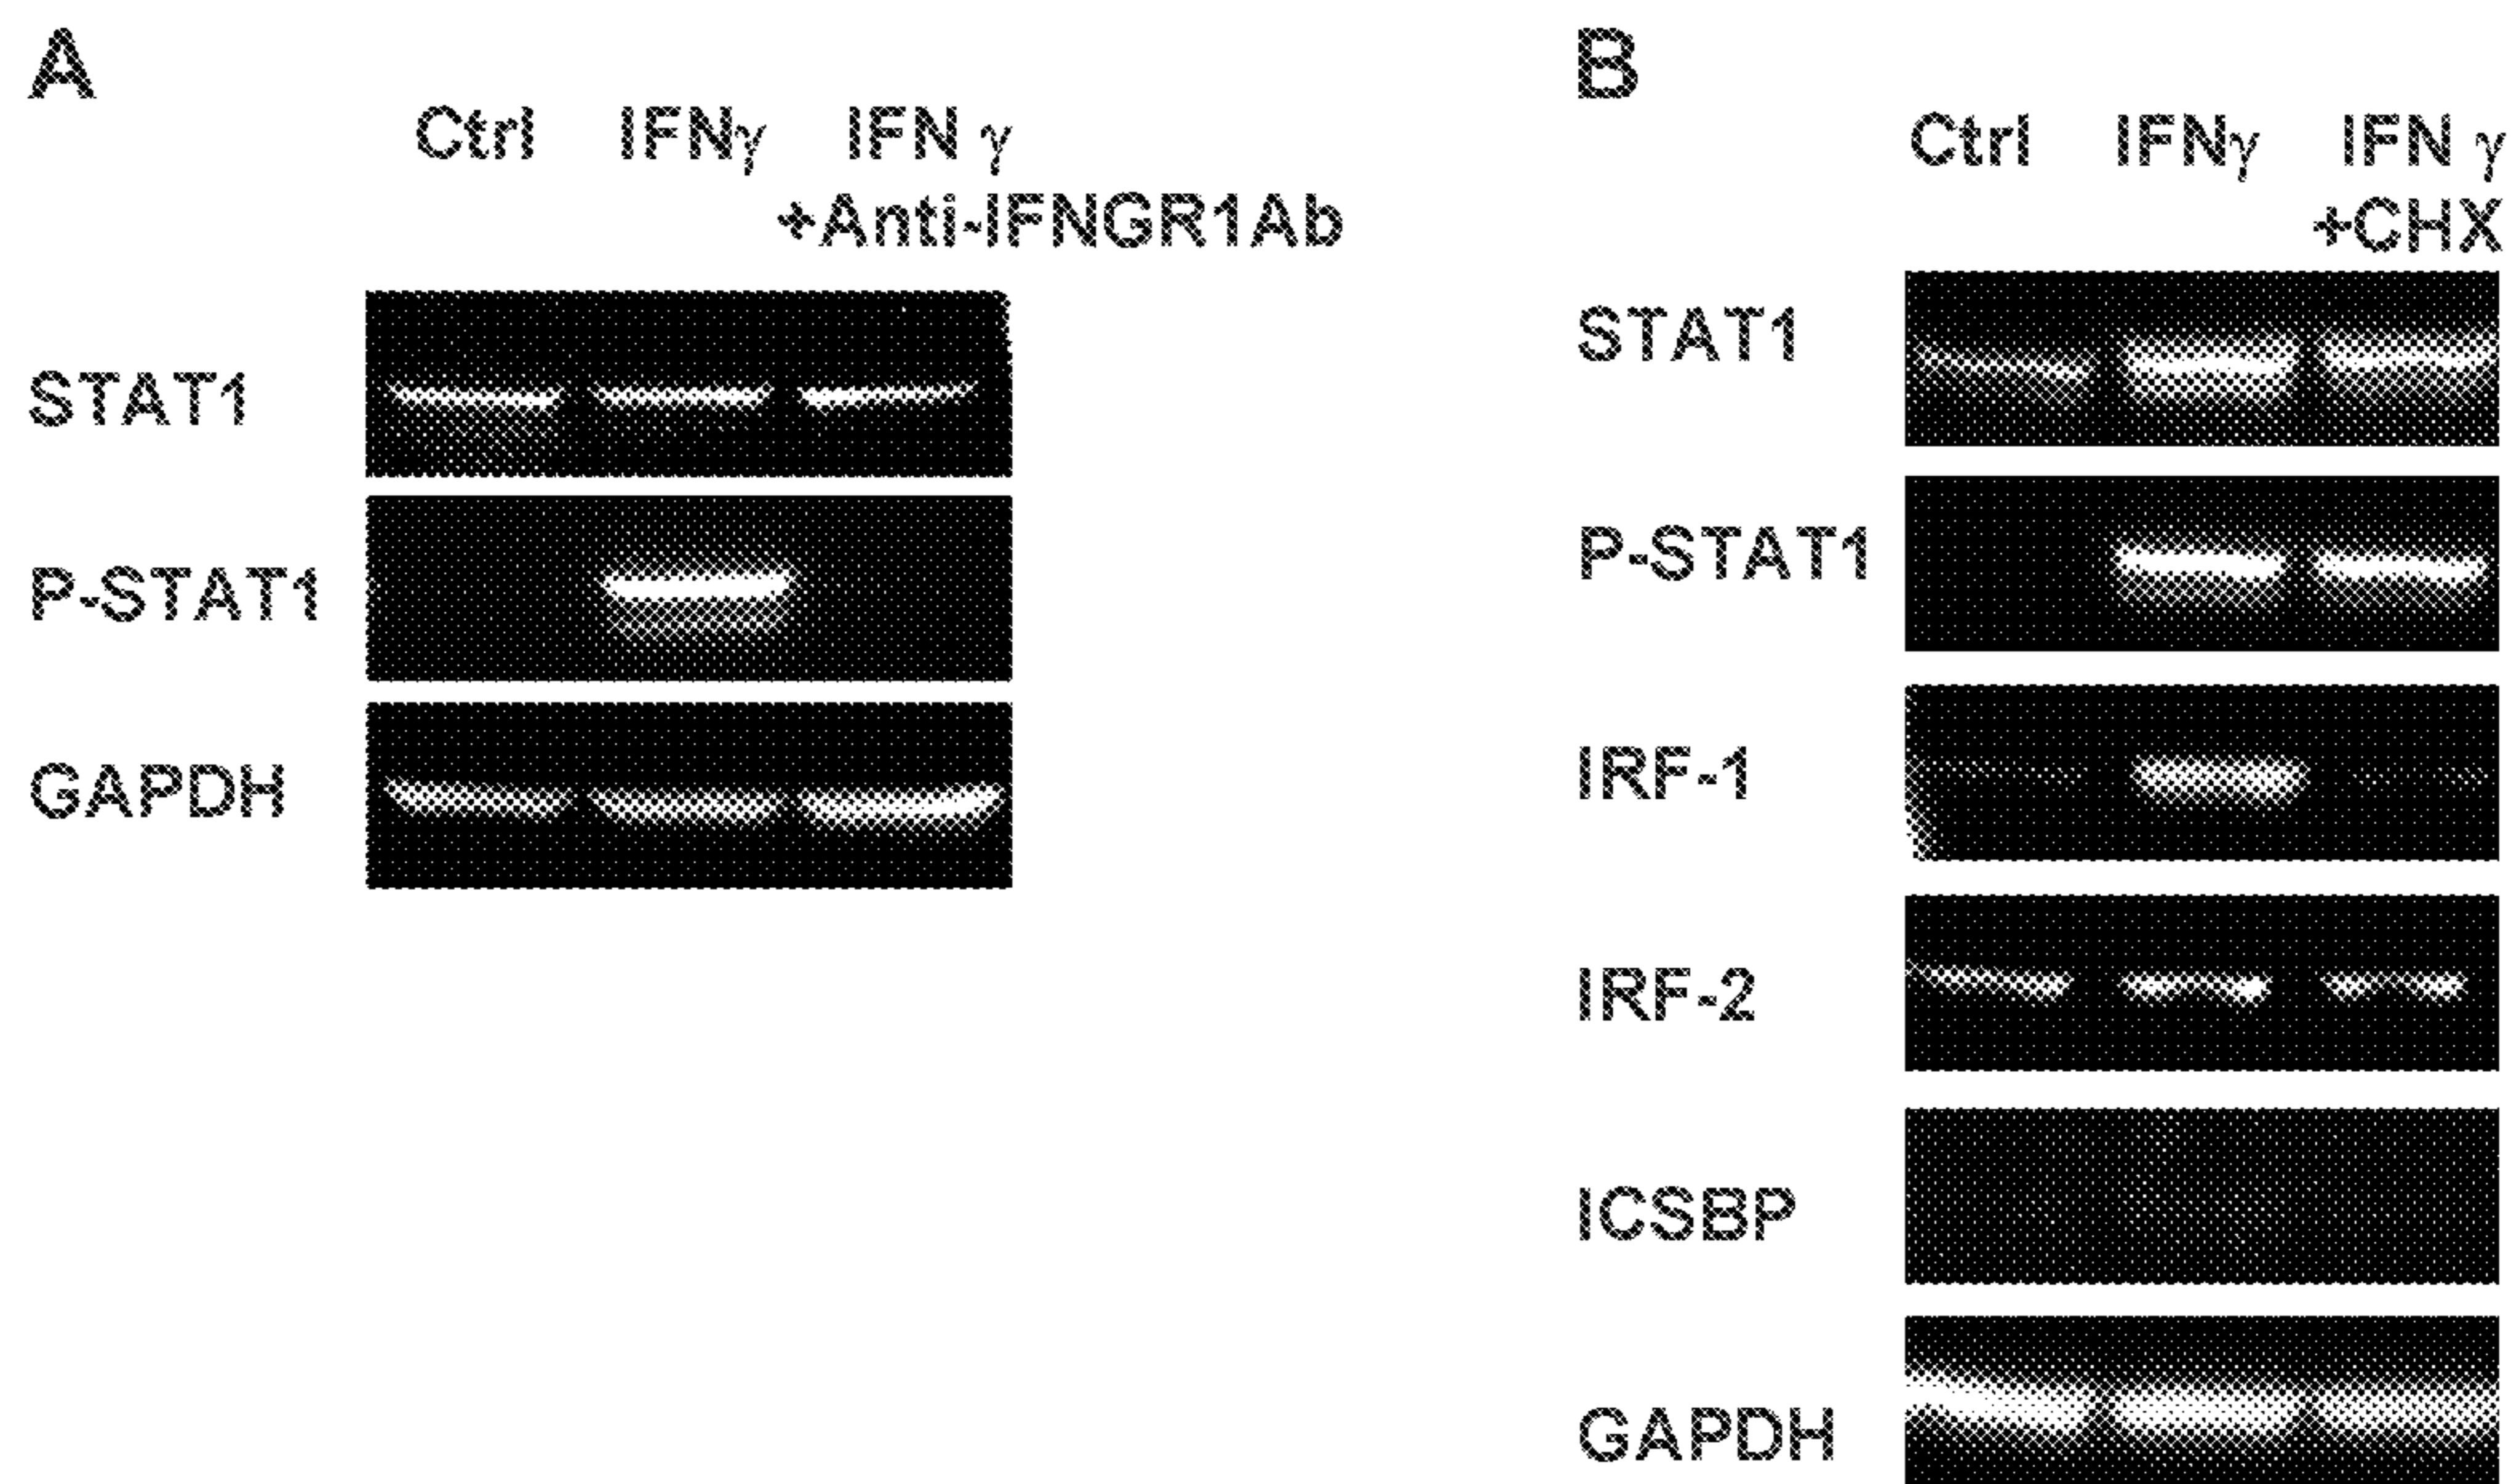 A
Ctrl IFNγ IFN γ
+Anti-IFNGR1Ab
STAT1
P-STAT1
GAPDH
B
Ctrl IFNγ IFN γ
+CHX
STAT1
P-STAT1
IRF-1
IRF-2
ICSBP
GAPDH